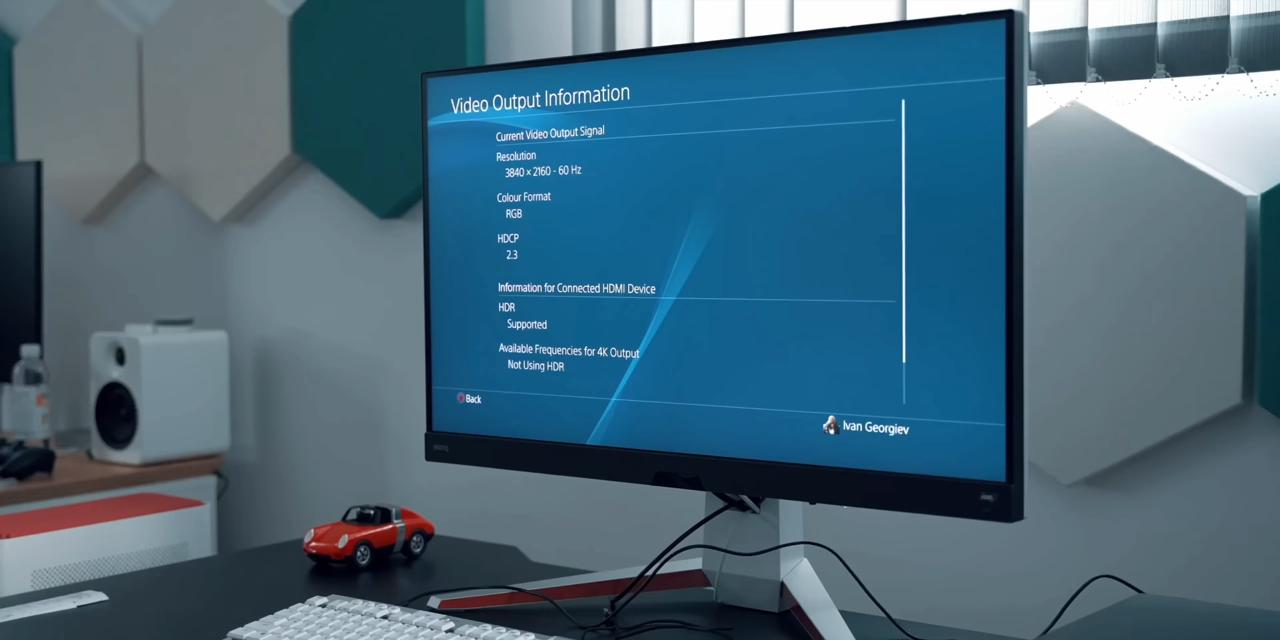 Video Output Information
Current Video Output Signal
Resolution
3840 × 2160 - 60 Hz
Colour Format
RGB
HDCP
2.3
Information for Connected HDMI Device
HDR
Supported
Available Frequencies for 4K Output
Not Using HDR
Back
Ivan Georgiev